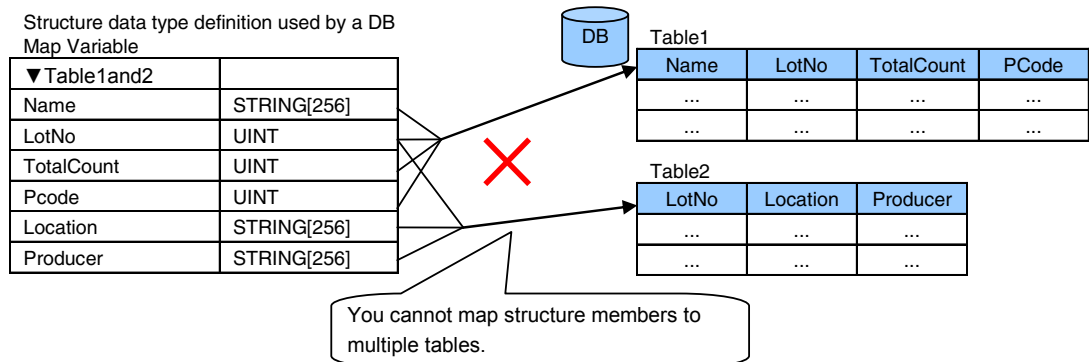 Structure data type definition used by a DB
Map Variable
▼Table1and2
Name STRING[256]
LotNo UINT
TotalCount UINT
Pcode UINT
Location STRING[256]
Producer STRING[256]
DB
Table1
Name LotNo TotalCount PCode
... ... ... ...
... ... ... ...
Table2
LotNo Location Producer
... ... ...
... ... ...
You cannot map structure members to
multiple tables.